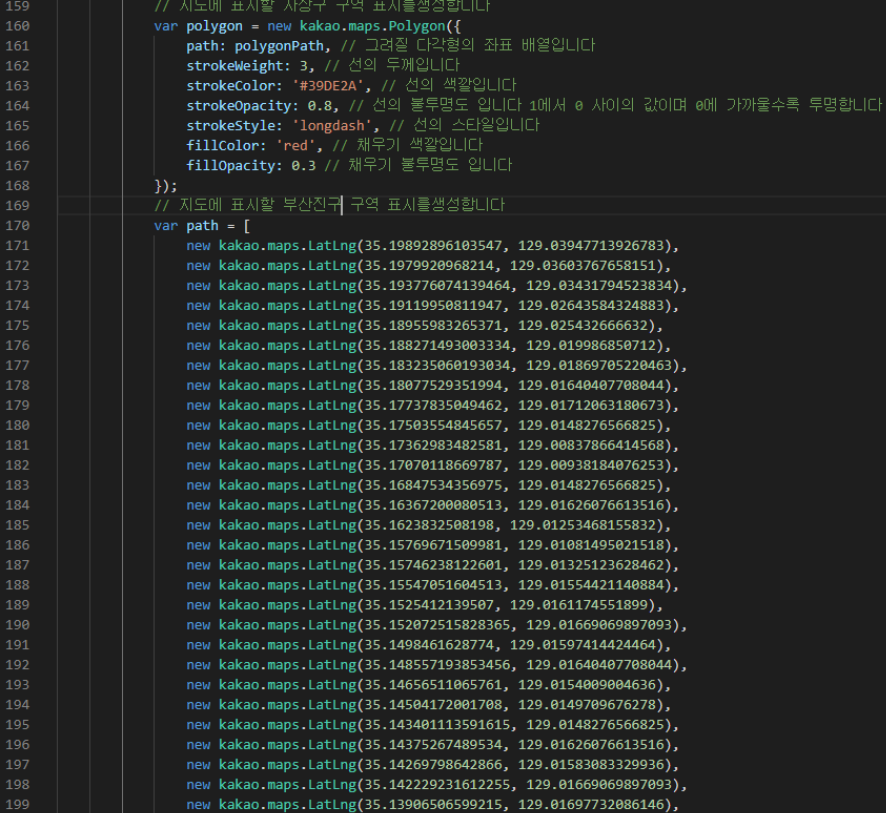 159 // 지도에 표시할 사상구 구역 표시를생성합니다
160 var polygon = new kakao.maps.Polygon({
161 path: polygonPath, // 그려질 다각형의 좌표 배열입니다
162 strokeWeight: 3, // 선의 두께입니다
163 strokeColor: '#39DE2A', // 선의 색깔입니다
164 strokeOpacity: 0.8, // 선의 불투명도 입니다 1에서 0 사이의 값이며 0에 가까울수록 투명합니다
165 strokeStyle: 'longdash', // 선의 스타일입니다
166 fillColor: 'red', // 채우기 색깔입니다
167 fillOpacity: 0.3 // 채우기 불투명도 입니다
168 });
169 // 지도에 표시할 부산진구 구역 표시를생성합니다
170 var path = [
171 new kakao.maps.LatLng(35.19892896103547, 129.03947713926783),
172 new kakao.maps.LatLng(35.1979920968214, 129.03603767658151),
173 new kakao.maps.LatLng(35.193776074139464, 129.03431794523834),
174 new kakao.maps.LatLng(35.19119950811947, 129.02643584324883),
175 new kakao.maps.LatLng(35.18955983265371, 129.025432666632),
176 new kakao.maps.LatLng(35.188271493003334, 129.019986850712),
177 new kakao.maps.LatLng(35.183235060193034, 129.01869705220463),
178 new kakao.maps.LatLng(35.18077529351994, 129.01640407708044),
179 new kakao.maps.LatLng(35.17737835049462, 129.01712063180673),
180 new kakao.maps.LatLng(35.17503554845657, 129.0148276566825),
181 new kakao.maps.LatLng(35.17362983482581, 129.00837866414568),
182 new kakao.maps.LatLng(35.17070118669787, 129.00938184076253),
183 new kakao.maps.LatLng(35.16847534356975, 129.0148276566825),
184 new kakao.maps.LatLng(35.16367200080513, 129.01626076613516),
185 new kakao.maps.LatLng(35.1623832508198, 129.01253468155832),
186 new kakao.maps.LatLng(35.15769671509981, 129.01081495021518),
187 new kakao.maps.LatLng(35.15746238122601, 129.01325123628462),
188 new kakao.maps.LatLng(35.15547051604513, 129.01554421140884),
189 new kakao.maps.LatLng(35.1525412139507, 129.0161174551899),
190 new kakao.maps.LatLng(35.152072515828365, 129.01669069897093),
191 new kakao.maps.LatLng(35.1498461628774, 129.01597414424464),
192 new kakao.maps.LatLng(35.148557193853456, 129.01640407708044),
193 new kakao.maps.LatLng(35.14656511065761, 129.0154009004636),
194 new kakao.maps.LatLng(35.14504172001708, 129.0149709676278),
195 new kakao.maps.LatLng(35.143401113591615, 129.0148276566825),
196 new kakao.maps.LatLng(35.14375267489534, 129.01626076613516),
197 new kakao.maps.LatLng(35.14269798642866, 129.01583083329936),
198 new kakao.maps.LatLng(35.142229231612255, 129.01669069897093),
199 new kakao.maps.LatLng(35.13906506599215, 129.01697732086146),